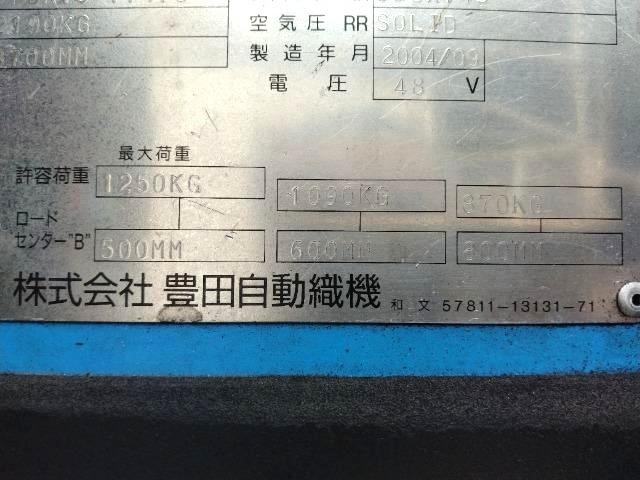 空気圧 RR SOLID
製造年月 2004/09
電圧 48 V
最大荷重
許容荷重 1250KG 1090KG 870KG
ロード
センター"B" 500MM 600MM 800MM
株式会社 豊田自動織機 和文 57811-13131-71